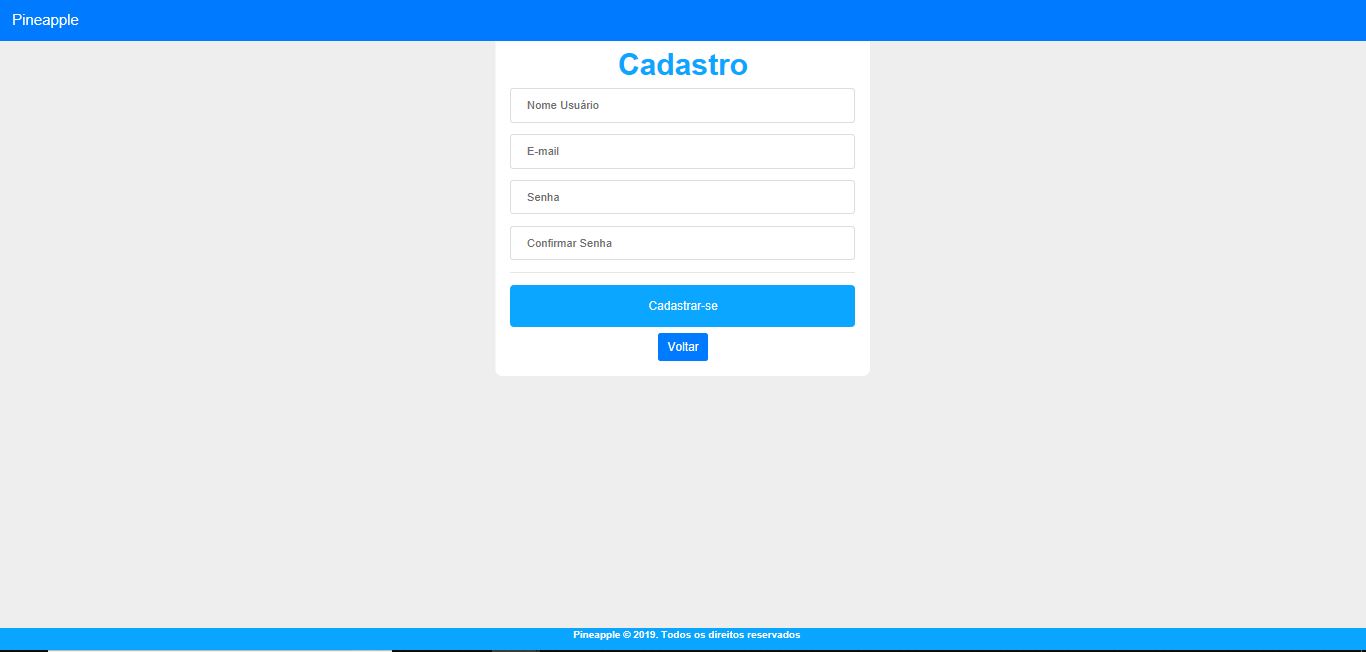 Pineapple
Cadastro
Nome Usuário
E-mail
Senha
Confirmar Senha
Cadastrar-se
Voltar
Pineapple © 2019. Todos os direitos reservados